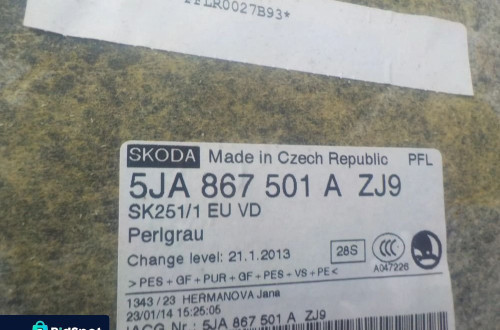 PFLR0027B93*
SKODA Made in Czech Republic PFL
5JA 867 501 A ZJ9
SK251/1 EU VD
Perlgrau
Change level: 21.1.2013
28S
A047226
>PES+GF+PUR+GF+PES+VS+PE<
1343/23 HERMANOVA Jana
23/01/14 15:25:05
5JA 867 501 A ZJ9
BidSpot